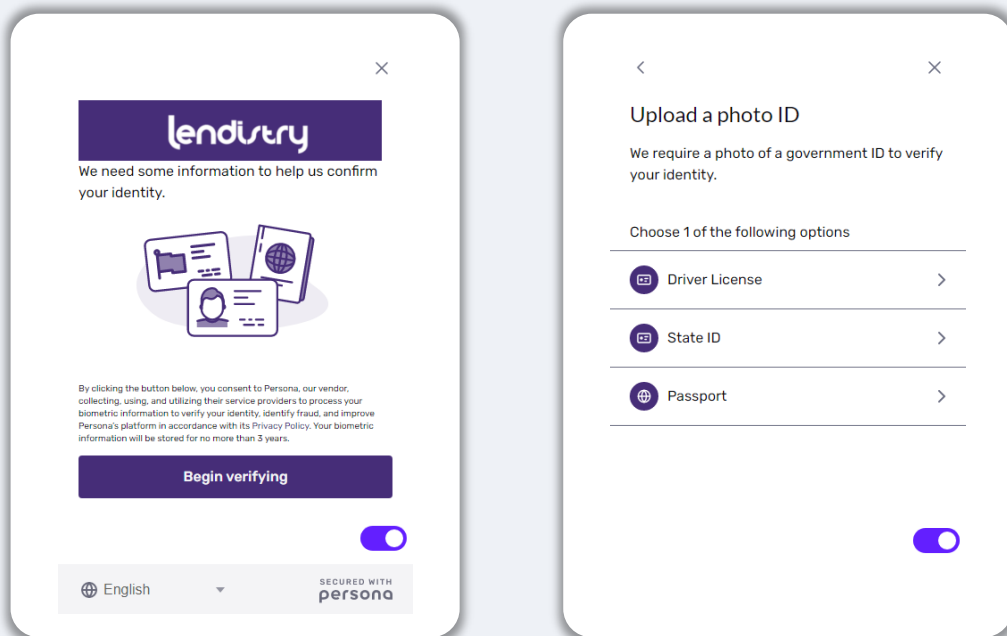 lendistry
We need some information to help us confirm
your identity.
By clicking the button below, you consent to Persona, our vendor,
collecting, using, and utilizing their service providers to process your
biometric information to verify your identity, identify fraud, and improve
Persona's platform in accordance with its Privacy Policy. Your biometric
information will be stored for no more than 3 years.
Begin verifying
English
SECURED WITH
persona
Upload a photo ID
We require a photo of a government ID to verify
your identity.
Choose 1 of the following options
Driver License
State ID
Passport